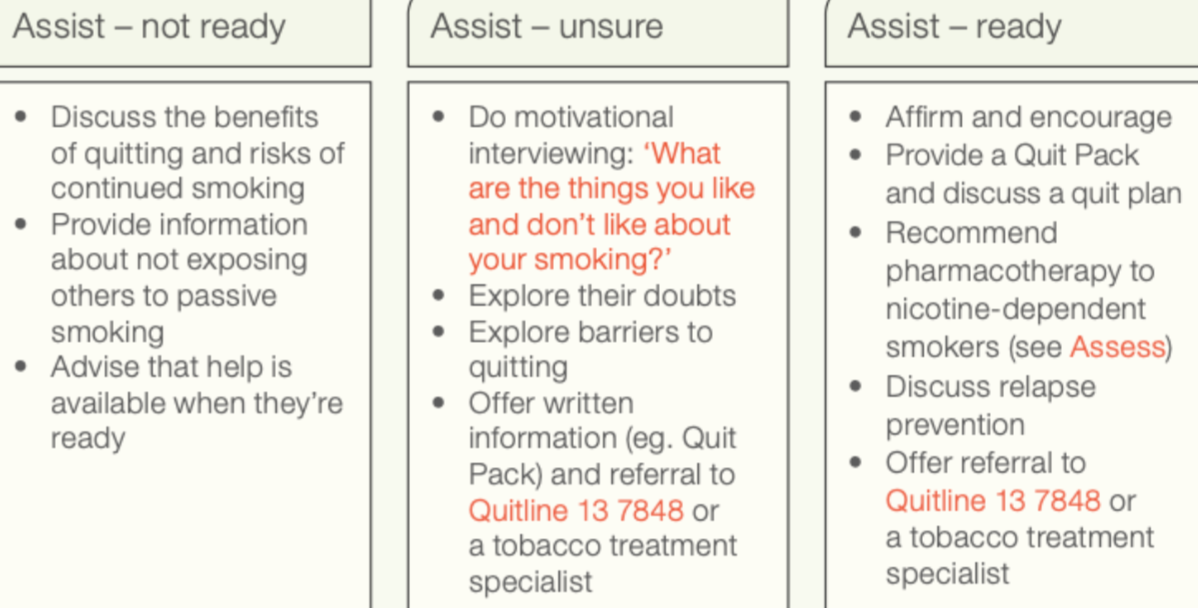 Assist – not ready
• Discuss the benefits
of quitting and risks of
continued smoking
• Provide information
about not exposing
others to passive
smoking
• Advise that help is
available when they’re
ready
Assist – unsure
• Do motivational
interviewing: ‘What
are the things you like
and don’t like about
your smoking?’
• Explore their doubts
• Explore barriers to
quitting
• Offer written
information (eg. Quit
Pack) and referral to
Quitline 13 7848 or
a tobacco treatment
specialist
Assist – ready
• Affirm and encourage
• Provide a Quit Pack
and discuss a quit plan
• Recommend
pharmacotherapy to
nicotine-dependent
smokers (see Assess)
• Discuss relapse
prevention
• Offer referral to
Quitline 13 7848 or
a tobacco treatment
specialist